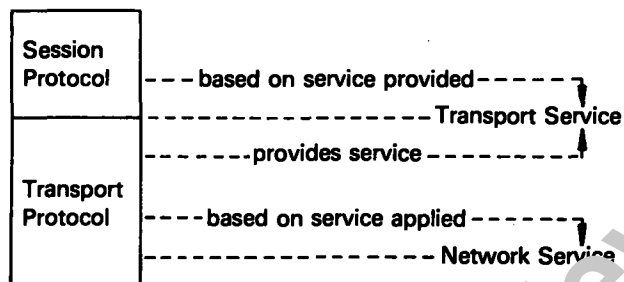 Session
Protocol
based on service provided
Transport Service
provides service
Transport
Protocol
based on service applied
Network Service